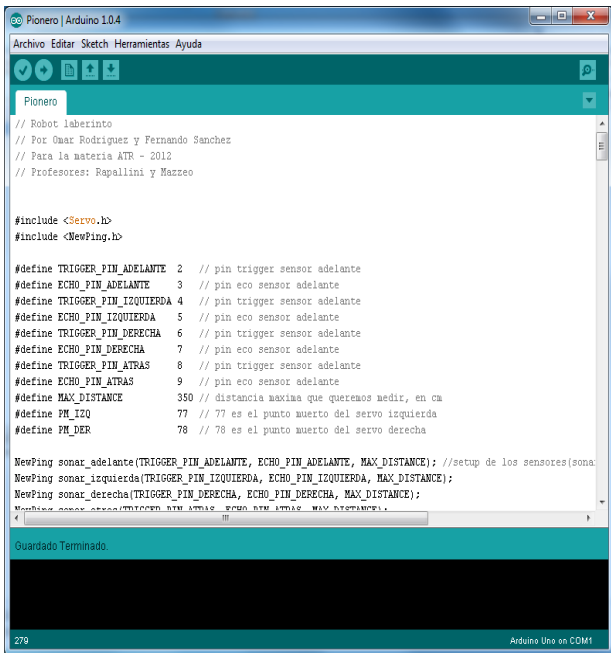 Pionero | Arduino 1.0.4
Archivo Editar Sketch Herramientas Ayuda
Pionero
// Robot laberinto
// Por Omar Rodriguez y Fernando Sanchez
// Para la materia ATR - 2012
// Profesores: Rapallini y Mazzeo
#include <Servo.h>
#include <NewPing.h>
#define TRIGGER_PIN_ADELANTE 2 // pin trigger sensor adelante
#define ECHO_PIN_ADELANTE 3 // pin eco sensor adelante
#define TRIGGER_PIN_IZQUIERDA 4 // pin trigger sensor adelante
#define ECHO_PIN_IZQUIERDA 5 // pin eco sensor adelante
#define TRIGGER_PIN_DERECHA 6 // pin trigger sensor adelante
#define ECHO_PIN_DERECHA 7 // pin eco sensor adelante
#define TRIGGER_PIN_ATRAS 8 // pin trigger sensor adelante
#define ECHO_PIN_ATRAS 9 // pin eco sensor adelante
#define MAX_DISTANCE 350 // distancia maxima que queremos medir, en cm
#define PM_IZQ 77 // 77 es el punto muerto del servo izquierda
#define PM_DER 78 // 78 es el punto muerto del servo derecha
NewPing sonar_adelante(TRIGGER_PIN_ADELANTE, ECHO_PIN_ADELANTE, MAX_DISTANCE); //setup de los sensores(sona
NewPing sonar_izquierda(TRIGGER_PIN_IZQUIERDA, ECHO_PIN_IZQUIERDA, MAX_DISTANCE);
NewPing sonar_derecha(TRIGGER_PIN_DERECHA, ECHO_PIN_DERECHA, MAX_DISTANCE);
NewPing sonar_atras(TRIGGER_PIN_ATRAS, ECHO_PIN_ATRAS, MAX_DISTANCE);
Guardado Terminado.
279
Arduino Uno on COM1